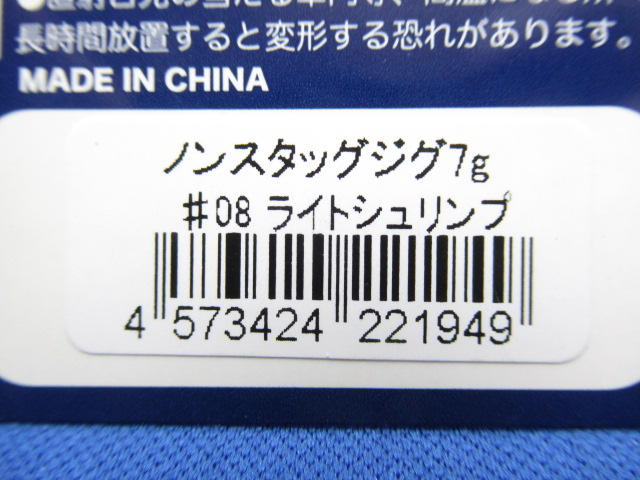 長時間放置すると変形する恐れがあります。
MADE IN CHINA
ノンスタッグジグ7g
#08 ライトシュリンプ
4 573424 221949